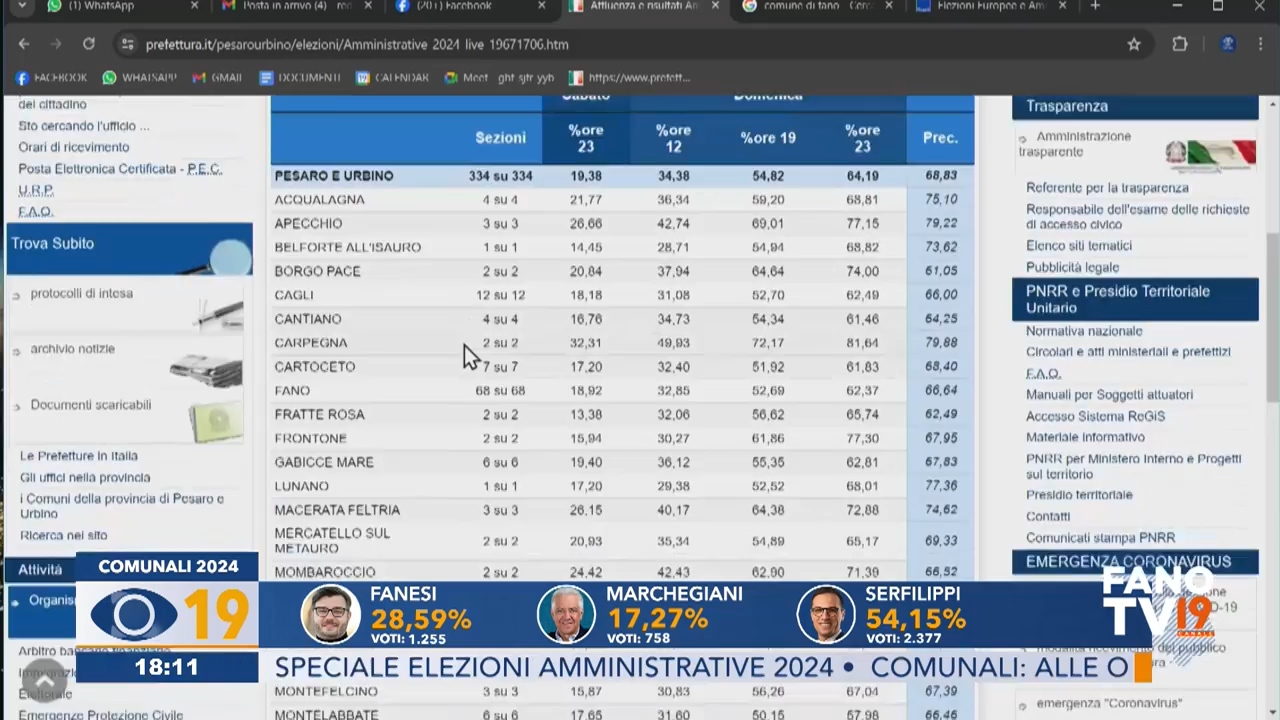 (1) WhatsApp
Posta in arrivo (4) - red
(20+) Facebook
Affluenza e risultati Am
comune di fano - Cerc
Elezioni Europee e Am
prefettura.it/pesarourbino/elezioni/Amministrative 2024 live 19671706.htm
FACEBOOK
WHATSAPP
GMAIL
DOCUMENTI
CALENDAR
Meet
https://www.prefett...
del cittadino
Sto cercando l'ufficio ...
Orari di ricevimento
Posta Elettronica Certificata - P.E.C.
U.R.P.
F.A.Q.
Trova Subito
protocolli di intesa
archivio notizie
Documenti scaricabili
Le Prefetture in Italia
Gli uffici nella provincia
i Comuni della provincia di Pesaro e
Urbino
Ricerca nel sito
Attività
Sabato Domenica
Sezioni %ore 23 %ore 12 %ore 19 %ore 23 Prec.
PESARO E URBINO 334 su 334 19,38 34,38 54,82 64,19 68,83
ACQUALAGNA 4 su 4 21,77 36,34 59,20 68,81 75,10
APECCHIO 3 su 3 26,66 42,74 69,01 77,15 79,22
BELFORTE ALL'ISAURO 1 su 1 14,45 28,71 54,94 68,82 73,62
BORGO PACE 2 su 2 20,84 37,94 64,64 74,00 61,05
CAGLI 12 su 12 18,18 31,08 52,70 62,49 66,00
CANTIANO 4 su 4 16,76 34,73 54,34 61,46 64,25
CARPEGNA 2 su 2 32,31 49,93 72,17 81,64 79,88
CARTOCETO 7 su 7 17,20 32,40 51,92 61,83 68,40
FANO 68 su 68 18,92 32,85 52,69 62,37 66,64
FRATTE ROSA 2 su 2 13,38 32,06 56,62 65,74 62,49
FRONTONE 2 su 2 15,94 30,27 61,86 77,30 67,95
GABICCE MARE 6 su 6 19,40 36,12 55,35 62,81 67,83
LUNANO 1 su 1 17,20 29,38 52,52 68,01 77,36
MACERATA FELTRIA 3 su 3 26,15 40,17 64,38 72,88 74,62
MERCATELLO SUL
METAURO 2 su 2 20,93 35,34 54,89 65,17 69,33
MOMBAROCCIO 2 su 2 24,42 42,43 62,90 71,39 66,52
MONTEFELCINO 3 su 3 15,87 30,83 56,26 67,04 67,39
MONTELABBATE 6 su 6 17,65 31,60 50,15 57,98 66,46
Trasparenza
Amministrazione
trasparente
Referente per la trasparenza
Responsabile dell'esame delle richieste
di accesso civico
Elenco siti tematici
Pubblicità legale
PNRR e Presidio Territoriale
Unitario
Normativa nazionale
Circolari e atti ministeriali e prefettizi
F.A.Q.
Manuali per Soggetti attuatori
Accesso Sistema ReGiS
Materiale informativo
PNRR per Ministero Interno e Progetti
sul territorio
Presidio territoriale
Contatti
Comunicati stampa PNRR
EMERGENZA CORONAVIRUS
emergenza "Coronavirus"
Emergenze Protezione Civile
COMUNALI 2024
19
18:11
FANESI
28,59%
VOTI: 1.255
MARCHEGIANI
17,27%
VOTI: 758
SERFILIPPI
54,15%
VOTI: 2.377
FANO
TV19
CANALE
SPECIALE ELEZIONI AMMINISTRATIVE 2024 • COMUNALI: ALLE O